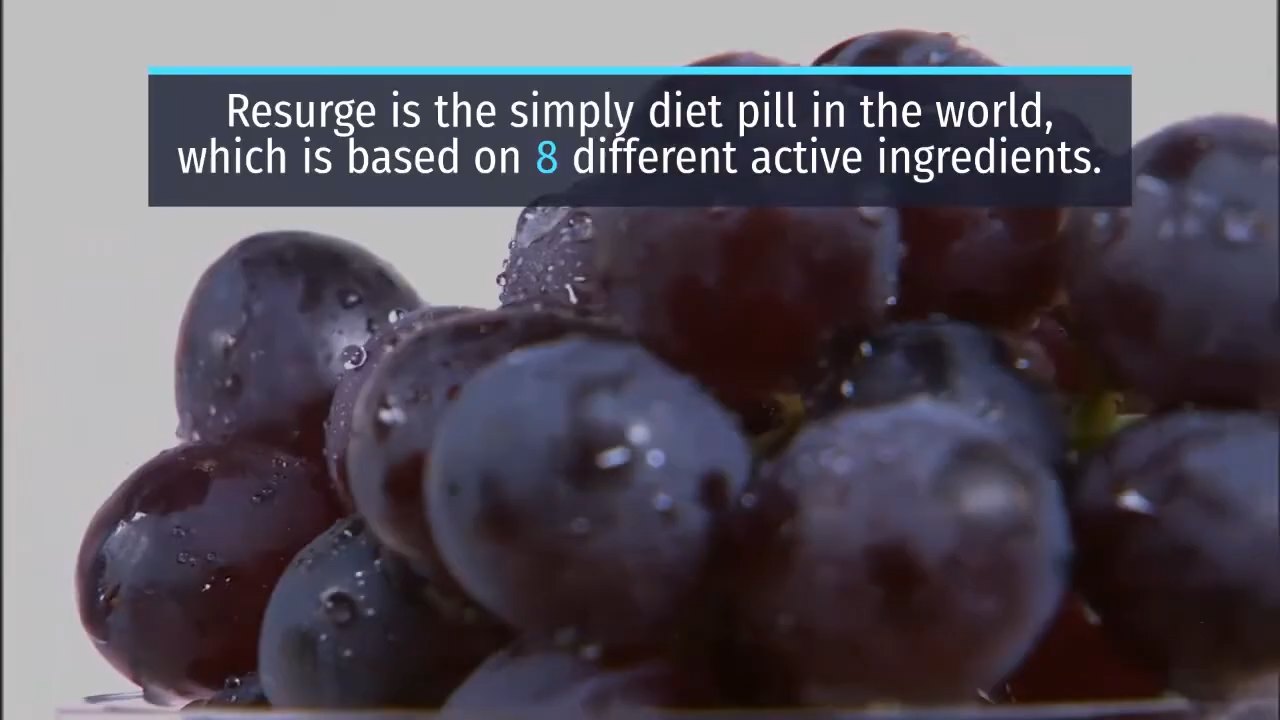 Resurge is the simply diet pill in the world,
which is based on 8 different active ingredients.